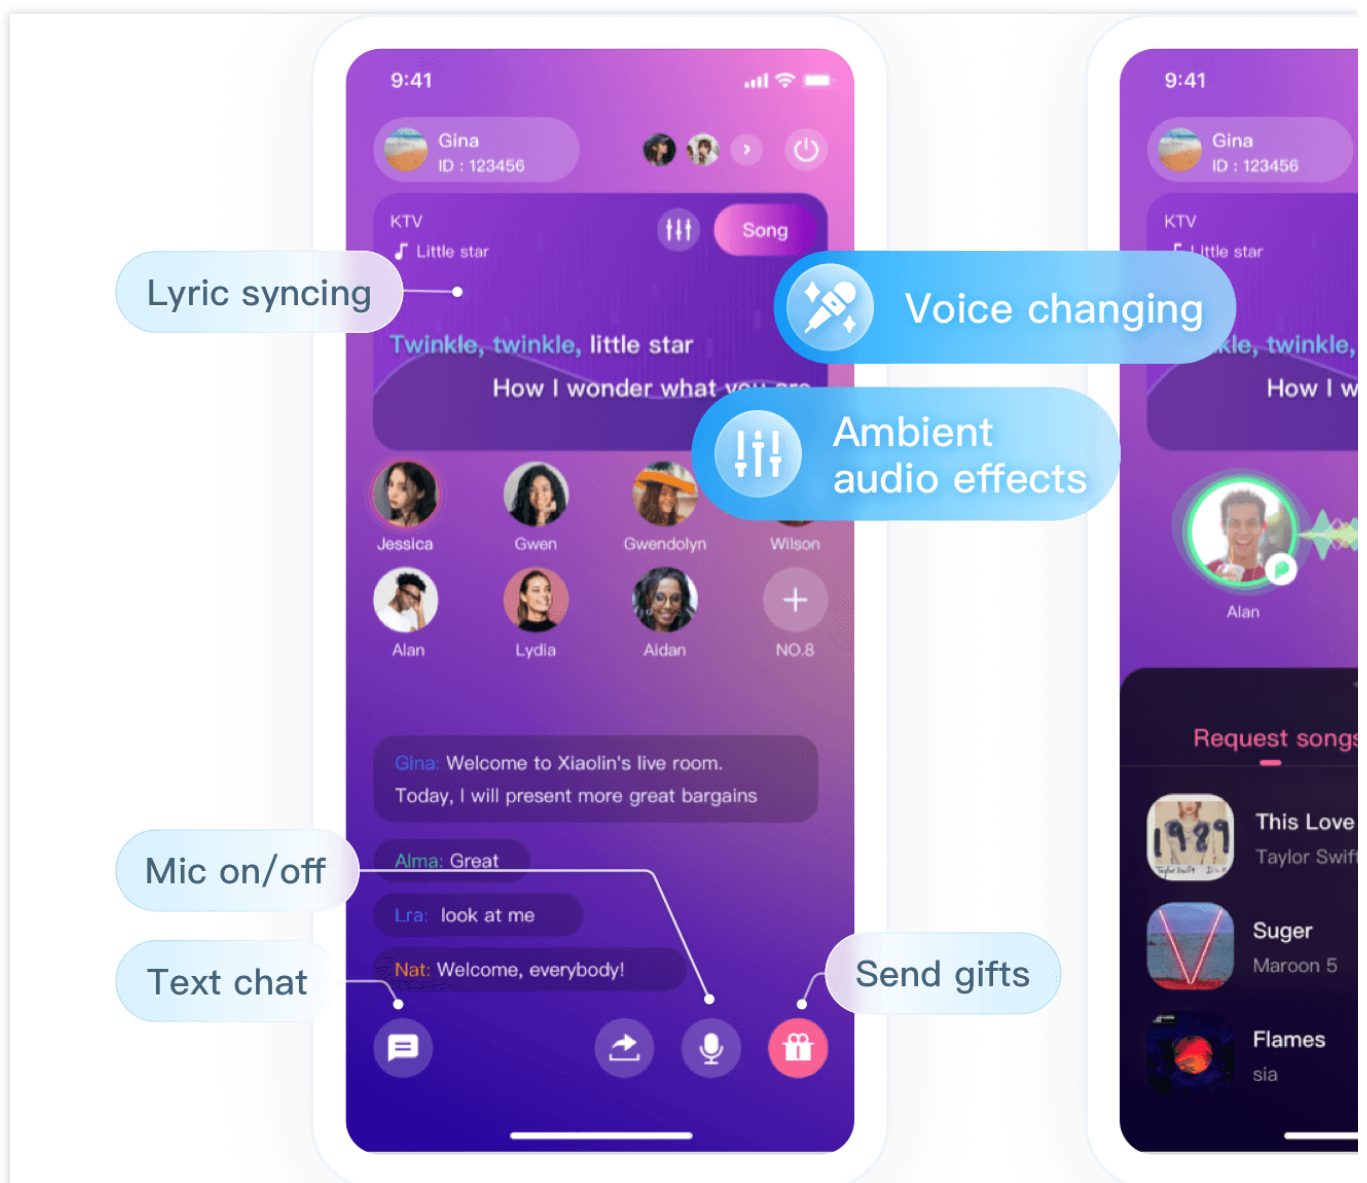 9:41
Gina
ID : 123456
KTV
Song
Little star
Lyric syncing
Voice changing
Twinkle, twinkle, little star
How I wonder what you are
Ambient
audio effects
Jessica
Gwen
Gwendolyn
Wilson
Alan
Lydia
Aidan
NO.8
Gina: Welcome to Xiaolin's live room.
Today, I will present more great bargains
Alma: Great
Mic on/off
Lra: look at me
Nat: Welcome, everybody!
Text chat
Send gifts
9:41
Gina
ID : 123456
KTV
Little star
kle, twinkle,
How I w
Alan
Request songs
1989
This Love
Taylor Swift
Suger
Maroon 5
Flames
sia